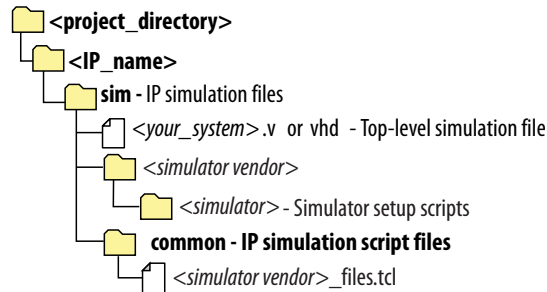 <project_directory>
<IP_name>
sim - IP simulation files
<your_system>.v or vhd - Top-level simulation file
<simulator vendor>
<simulator> - Simulator setup scripts
common - IP simulation script files
<simulator vendor>_files.tcl